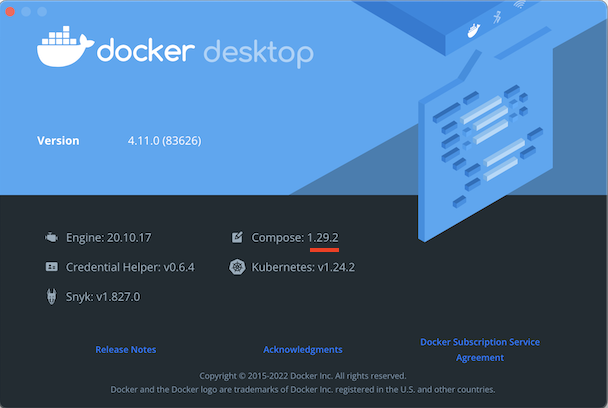 docker desktop
Version 4.11.0 (83626)
Engine: 20.10.17
Compose: 1.29.2
Credential Helper: v0.6.4
Kubernetes: v1.24.2
Snyk: v1.827.0
Release Notes
Acknowledgments
Docker Subscription Service
Agreement
Copyright © 2015-2022 Docker Inc. All rights reserved.
Docker and the Docker logo are trademarks of Docker Inc. registered in the U.S. and other countries.